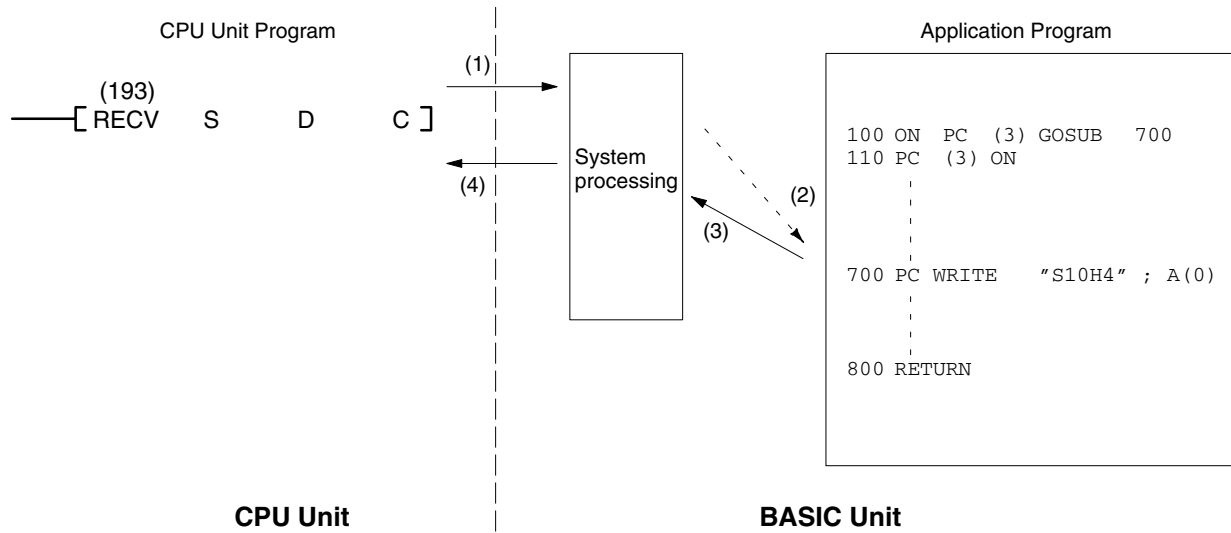 CPU Unit Program
(193)
RECV S D C
(1)
(4)
System
processing
(2)
(3)
Application Program
100 ON PC (3) GOSUB 700
110 PC (3) ON
700 PC WRITE "S10H4" ; A(0)
800 RETURN
CPU Unit
BASIC Unit